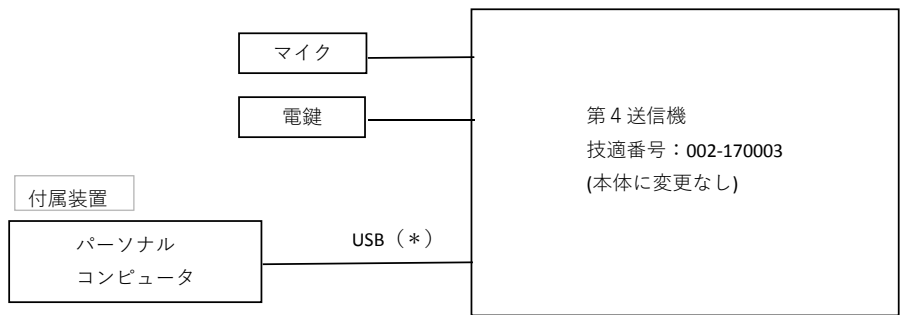 マイク
電鍵
第４送信機
技適番号：002-170003
(本体に変更なし)
付属装置
パーソナル
コンピュータ
USB（＊）